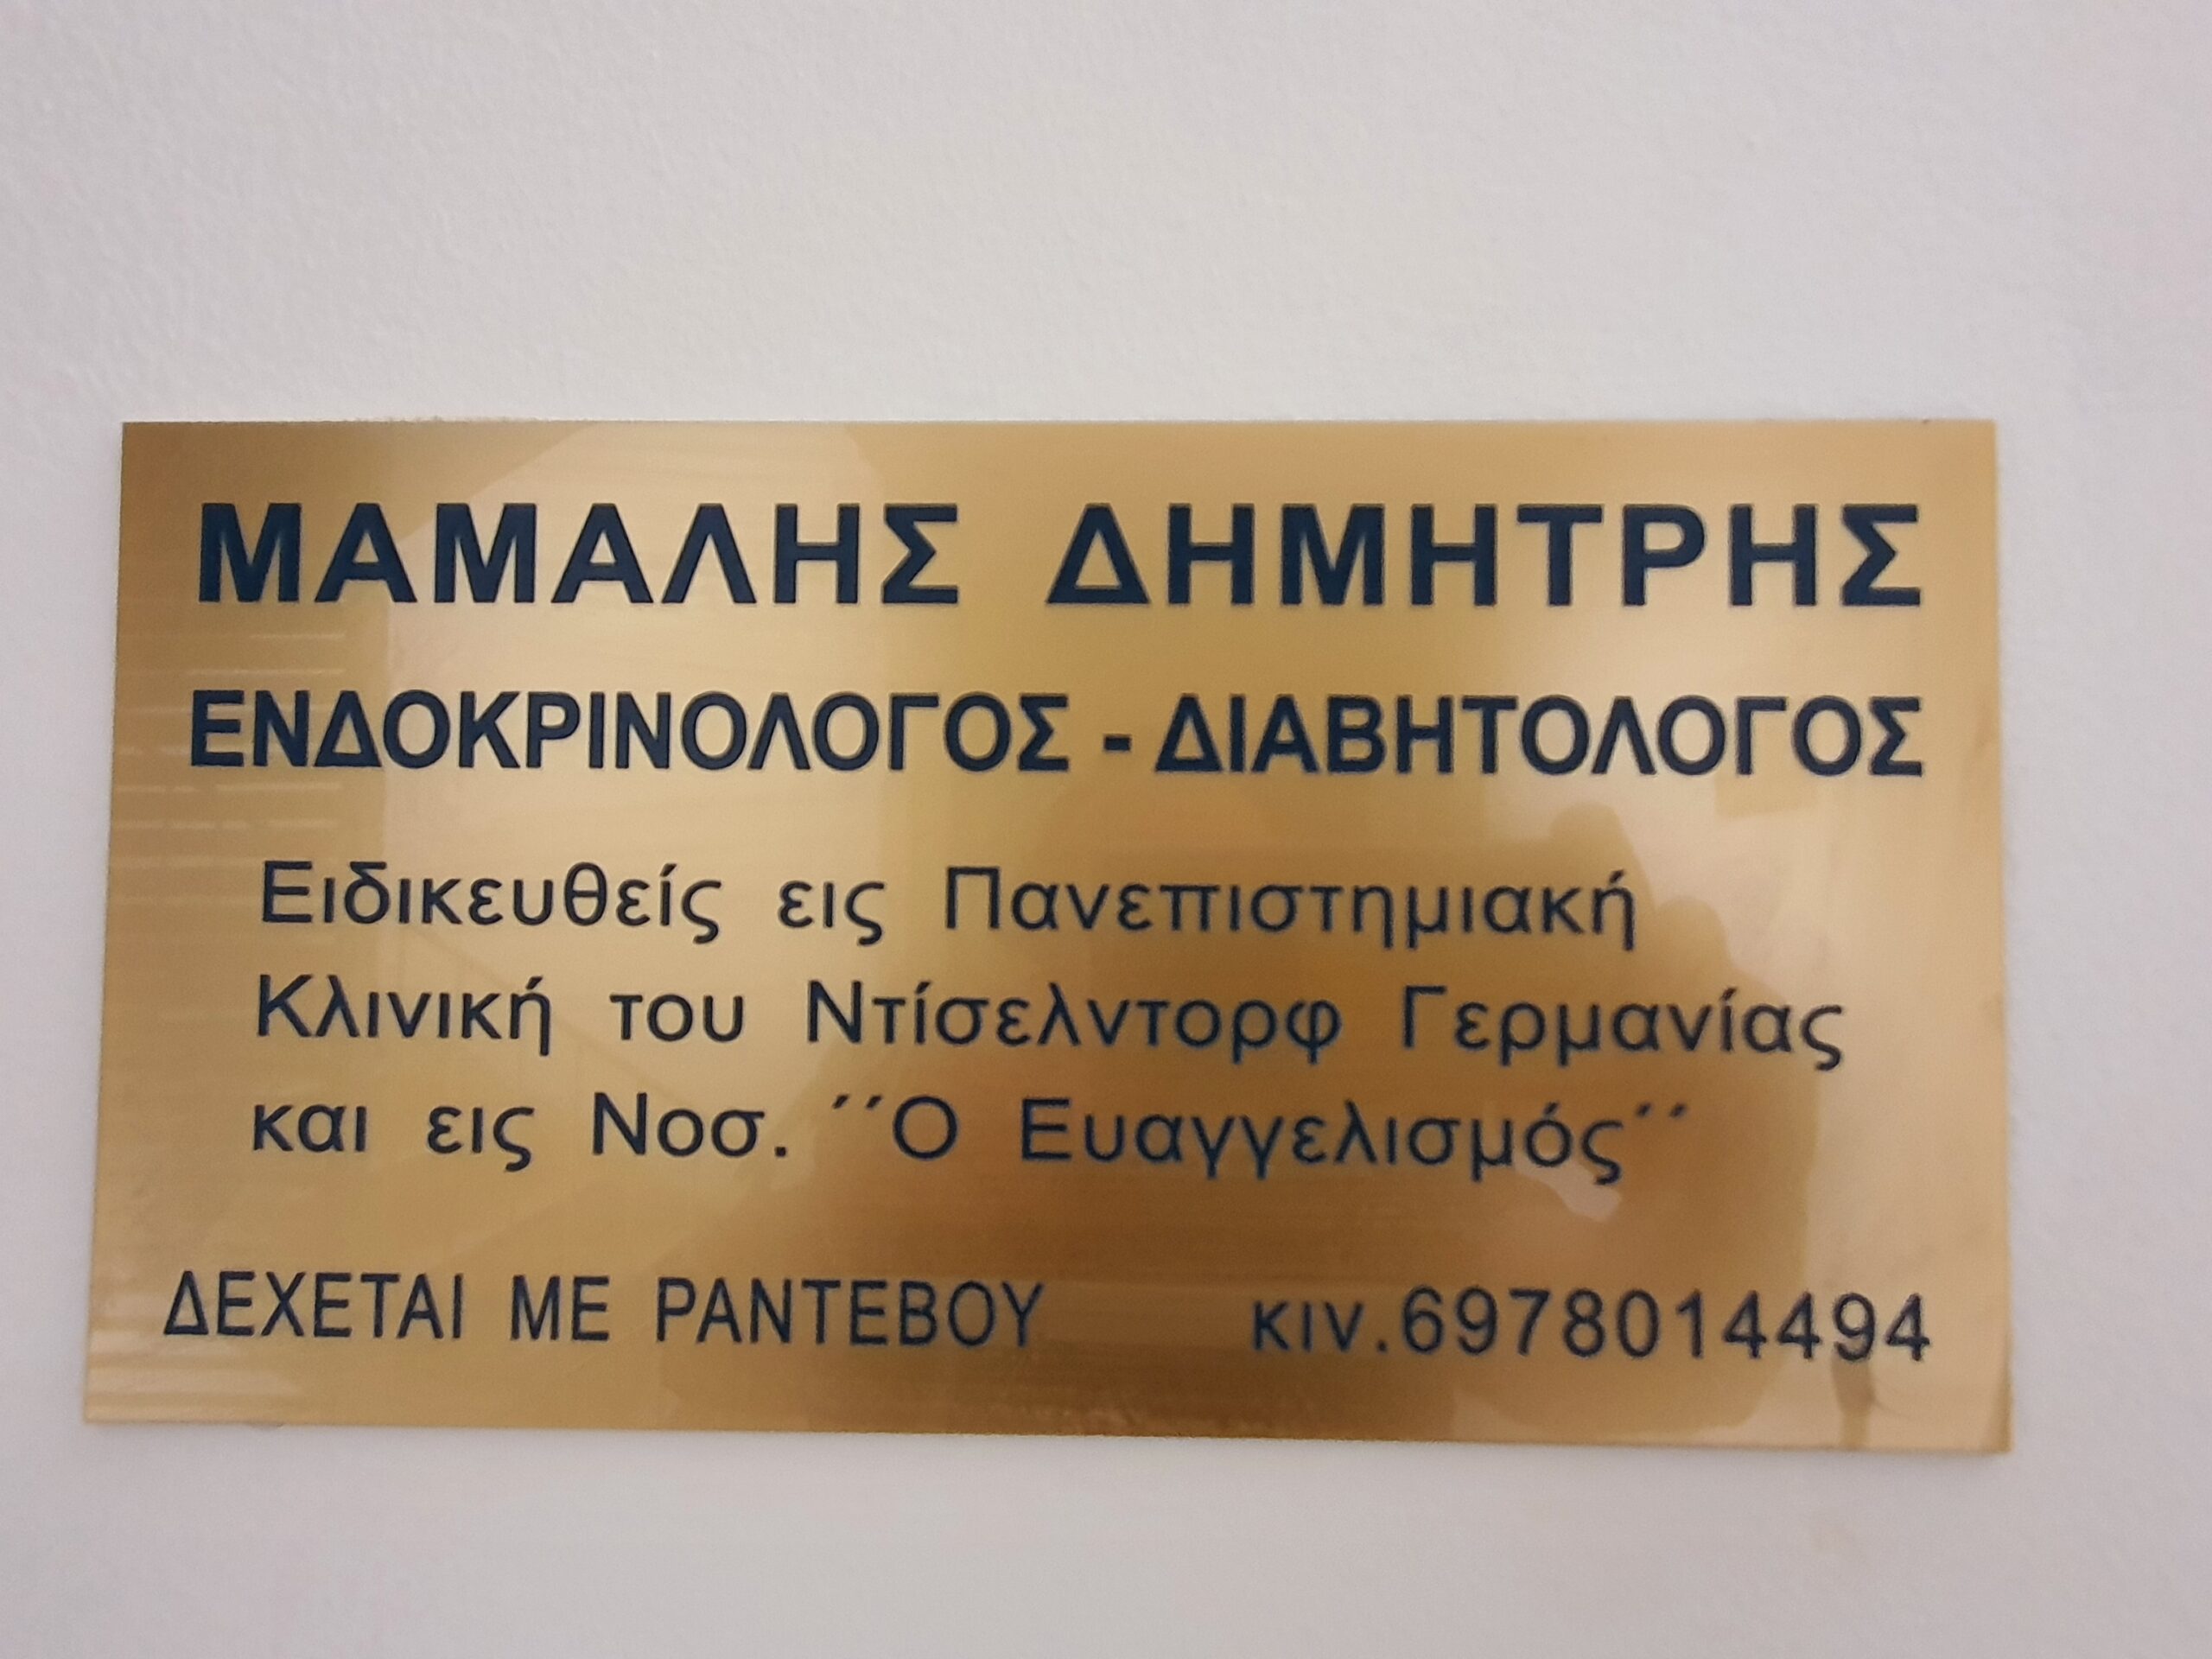 ΜΑΜΑΛΗΣ ΔΗΜΗΤΡΗΣ
ΕΝΔΟΚΡΙΝΟΛΟΓΟΣ - ΔΙΑΒΗΤΟΛΟΓΟΣ
Ειδικευθείς εις Πανεπιστημιακή
Κλινική του Ντίσελντορφ Γερμανίας
και εις Νοσ. ΄΄Ο Ευαγγελισμός΄΄
ΔΕΧΕΤΑΙ ΜΕ ΡΑΝΤΕΒΟΥ κιν.6978014494